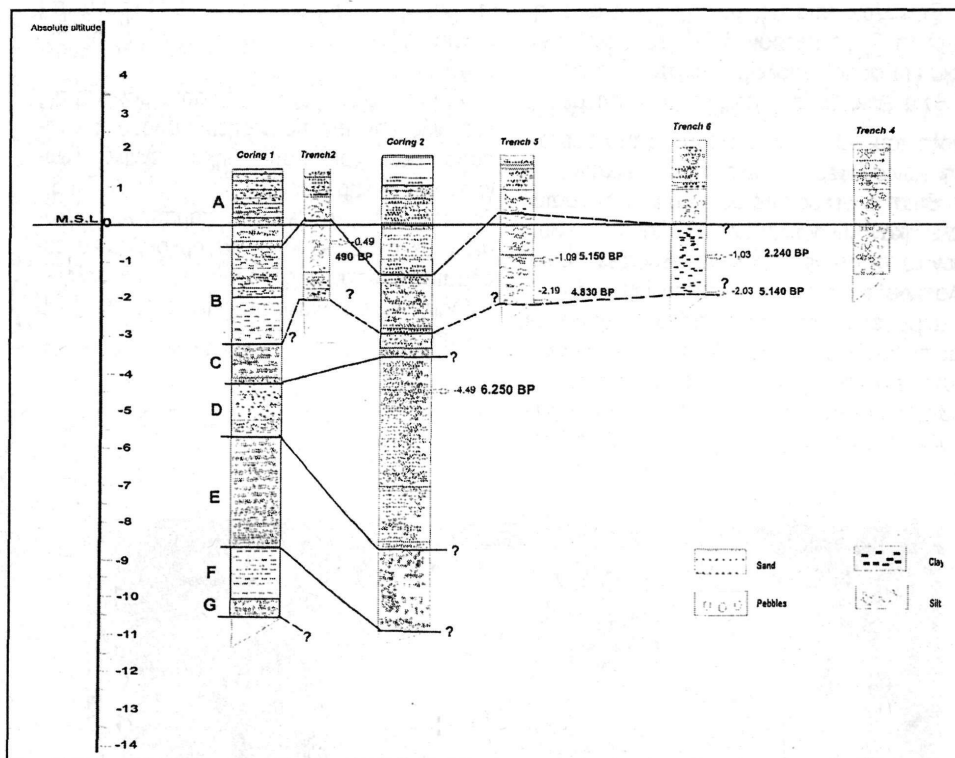 Absolute altitude
4
3
2
1
M.S.L.
0
-1
-2
-3
-4
-5
-6
-7
-8
-9
-10
-11
-12
-13
-14
Coring 1
Trench2
Coring 2
Trench 5
Trench 6
Trench 4
A
B
C
D
E
F
G
-0.49
490 BP
?
?
-4.49 6.250 BP
?
?
?
?
-1.09 5.150 BP
-2.19 4.830 BP
?
?
-1.03 2.240 BP
?
-2.03 5.140 BP
?
Sand
Clay
Pebbles
Silt